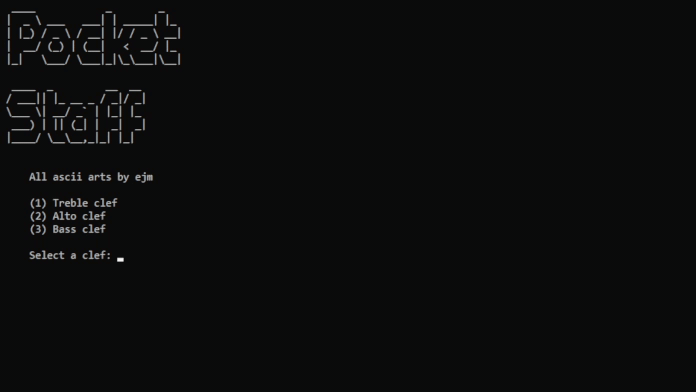 Pocket
Staff
All ascii arts by ejm
(1) Treble clef
(2) Alto clef
(3) Bass clef
Select a clef: